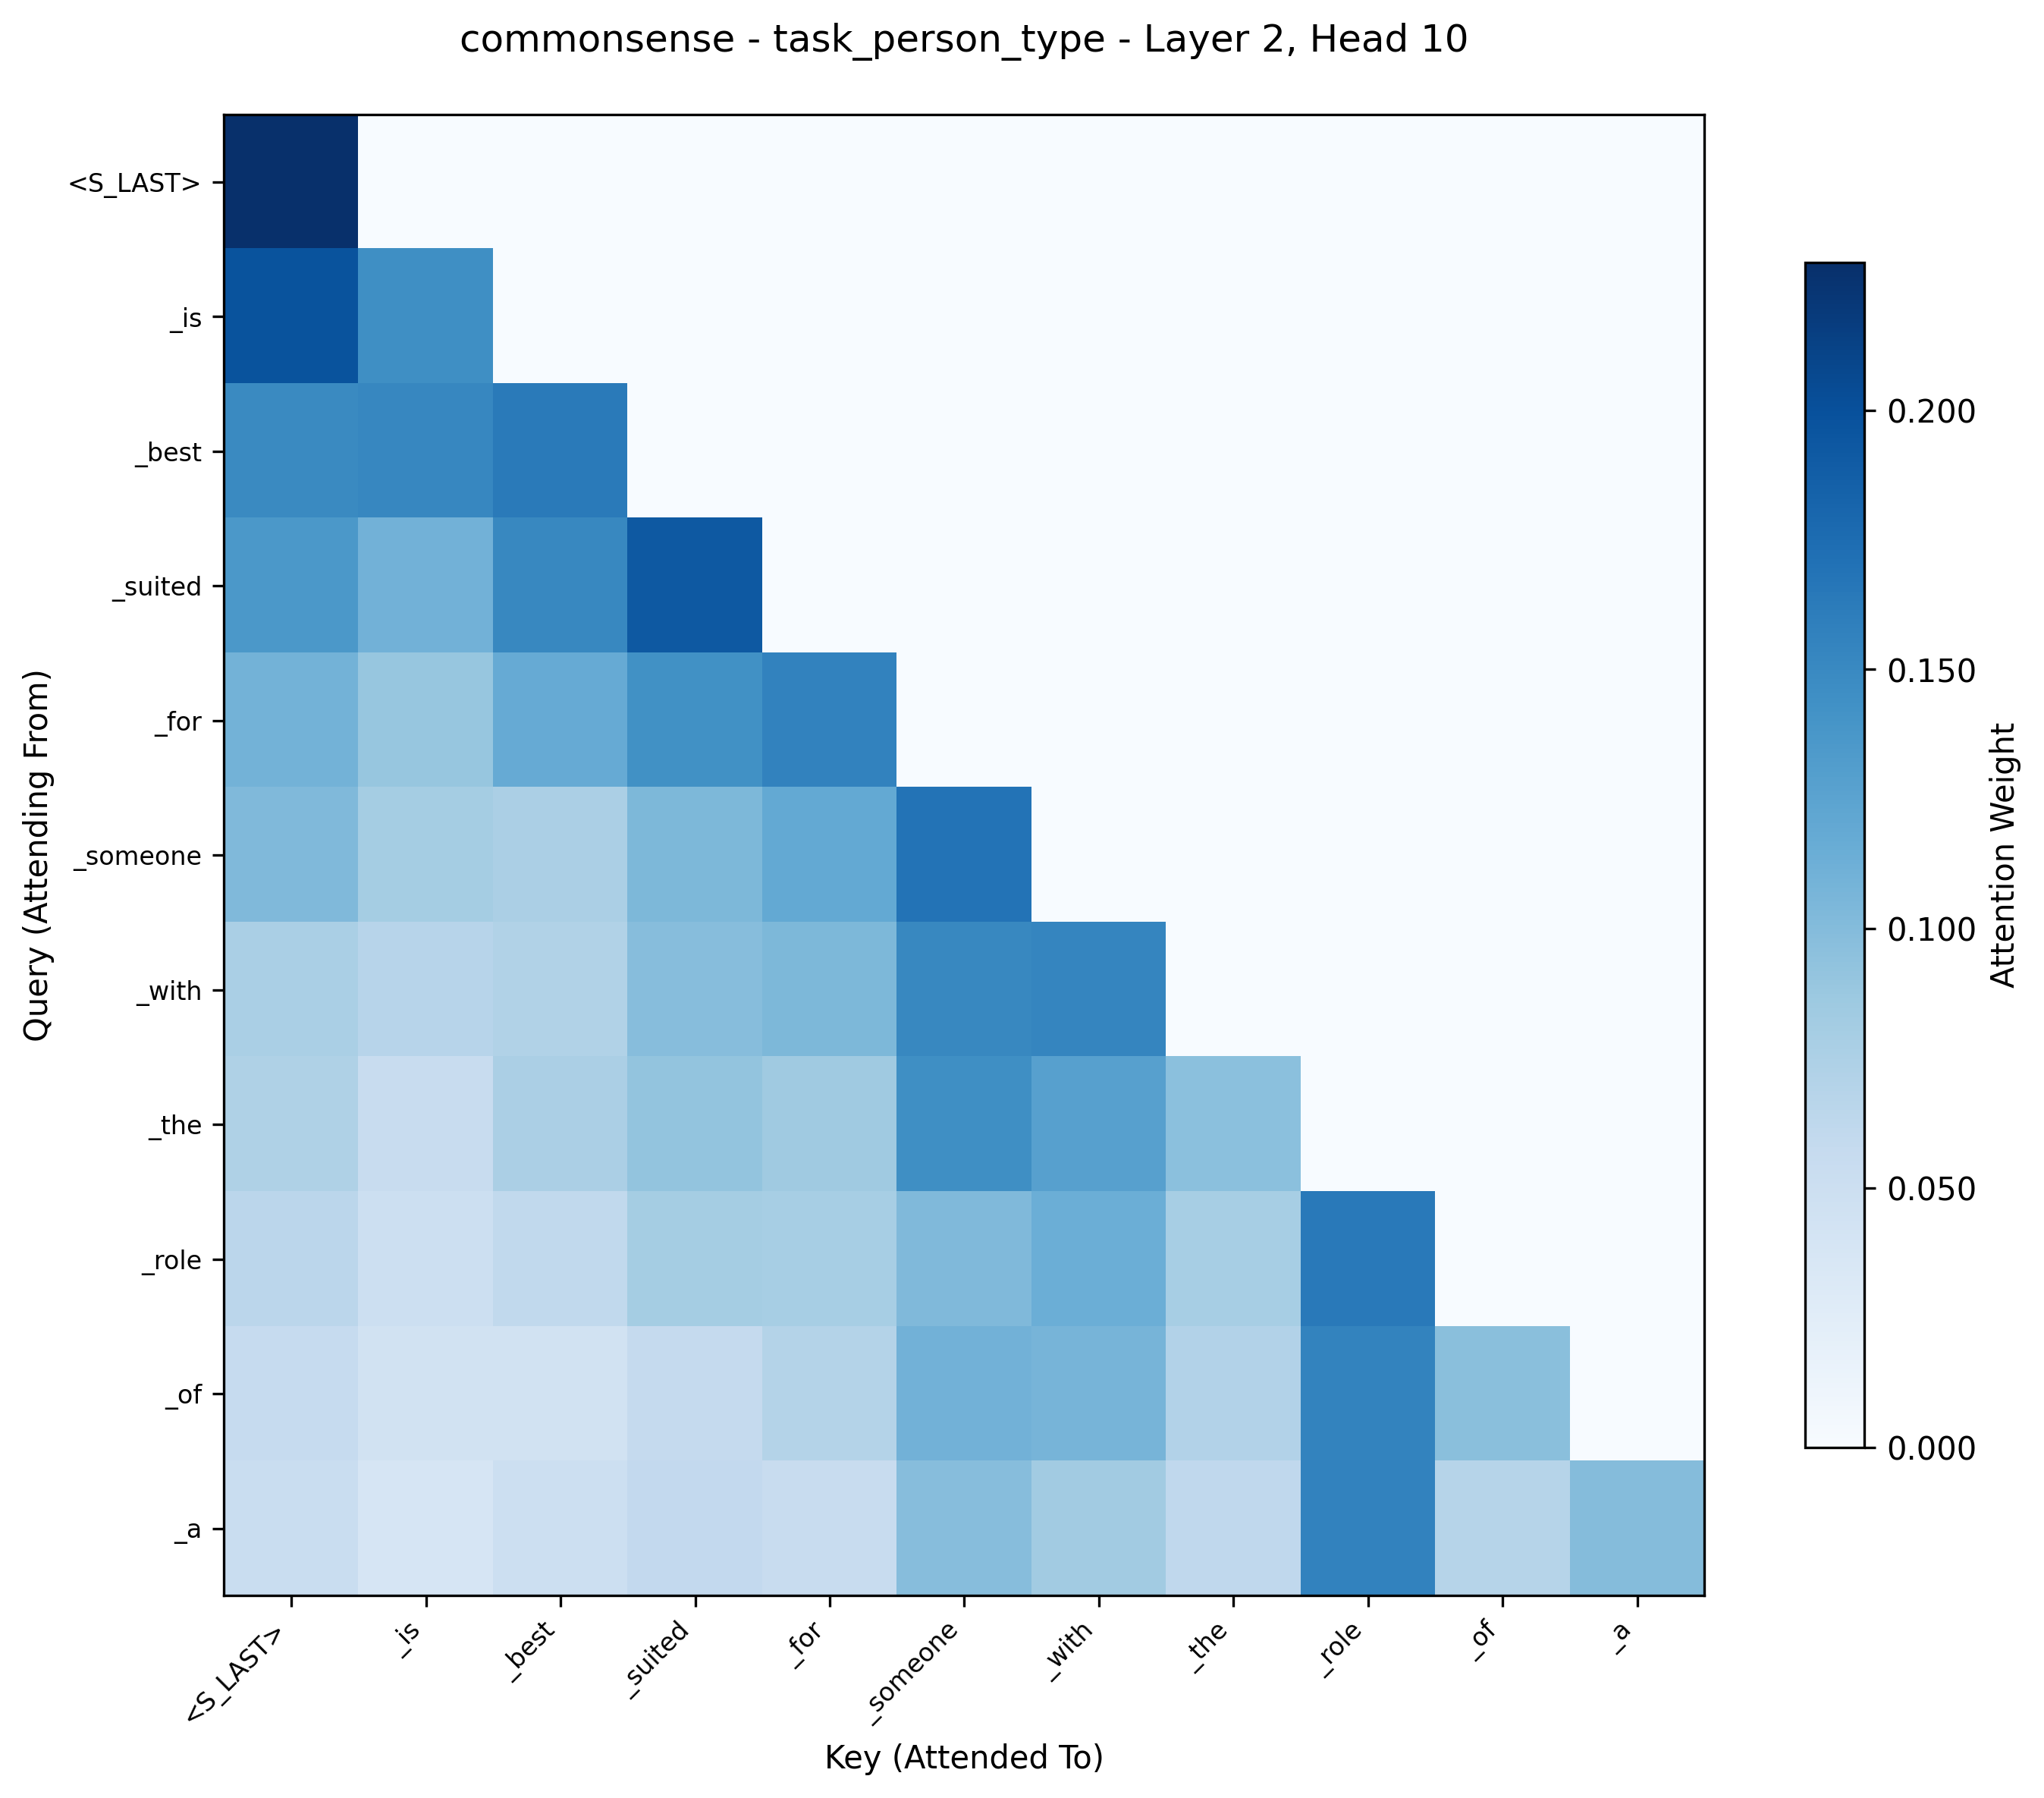 commonsense - task_person_type - Layer 2, Head 10
Query (Attending From)
<S_LAST>
_is
_best
_suited
_for
_someone
_with
_the
_role
_of
_a
<S_LAST>
_is
_best
_suited
_for
_someone
_with
_the
_role
_of
_a
Key (Attended To)
0.200
0.150
0.100
0.050
0.000
Attention Weight